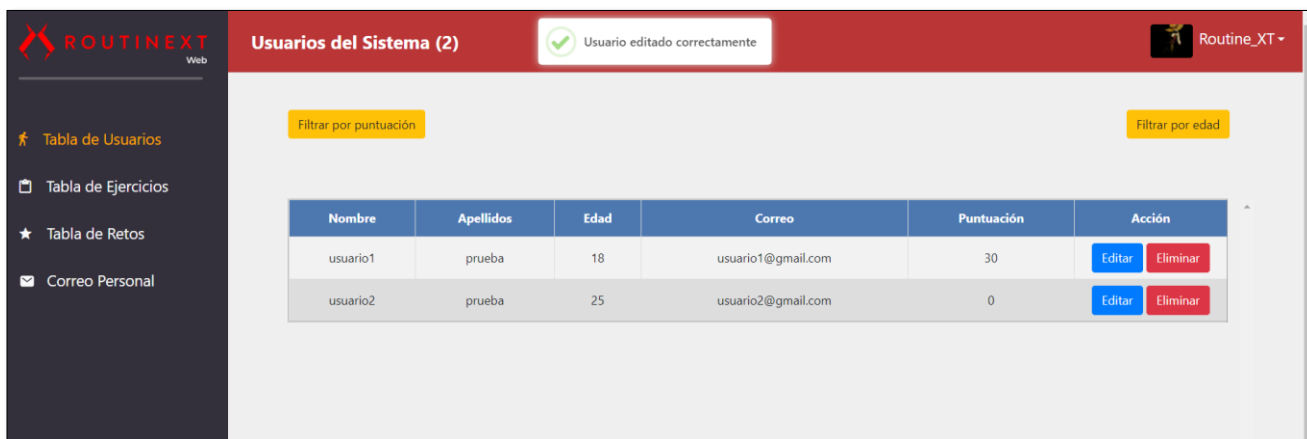 ROUTINEXT
Web
Usuarios del Sistema (2)
Usuario editado correctamente
Routine_XT
Tabla de Usuarios
Tabla de Ejercicios
Tabla de Retos
Correo Personal
Filtrar por puntuación
Filtrar por edad
Nombre Apellidos Edad Correo Puntuación Acción
usuario1 prueba 18 usuario1@gmail.com 30 Editar Eliminar
usuario2 prueba 25 usuario2@gmail.com 0 Editar Eliminar